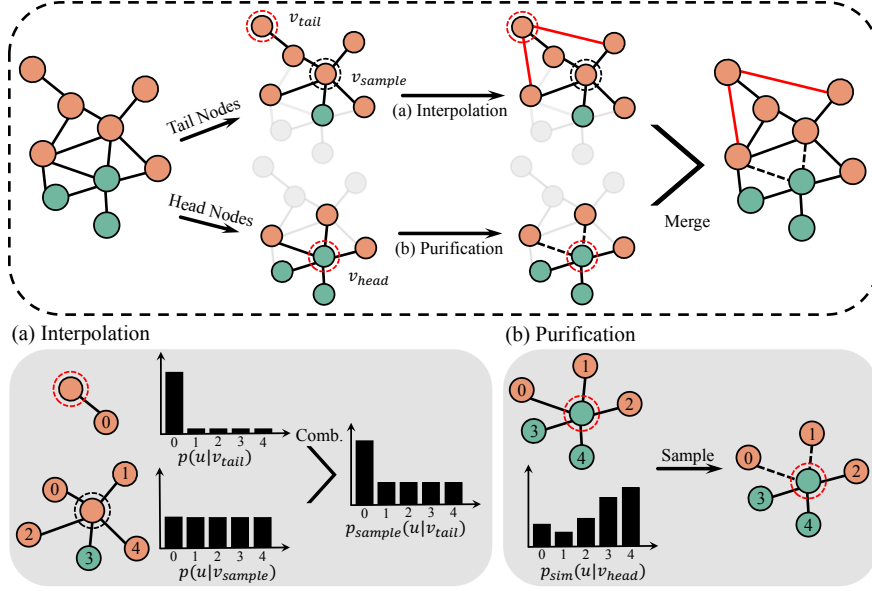 v_tail
v_sample
Tail Nodes
(a) Interpolation
Head Nodes
(b) Purification
Merge
v_head
(a) Interpolation
0
0 1 2 3 4
p(u|v_tail)
Comb.
0 1 2 3 4
p_sample(u|v_tail)
0
1
2
3
4
0 1 2 3 4
p(u|v_sample)
(b) Purification
0
1
2
3
4
0 1 2 3 4
p_sim(u|v_head)
Sample
0
1
2
3
4